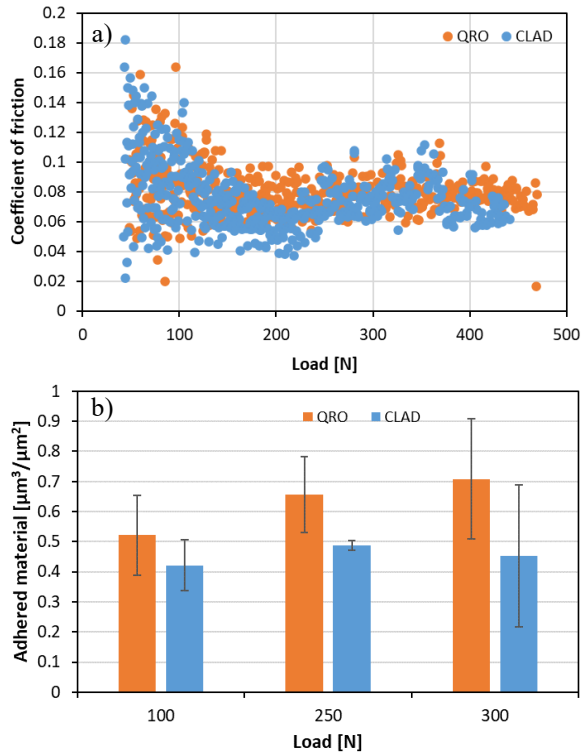 a)
QRO CLAD
Coefficient of friction
0.2
0.18
0.16
0.14
0.12
0.1
0.08
0.06
0.04
0.02
0
0 100 200 300 400 500
Load [N]
b)
QRO CLAD
Adhered material [µm³/µm²]
1
0.9
0.8
0.7
0.6
0.5
0.4
0.3
0.2
0.1
0
100 250 300
Load [N]